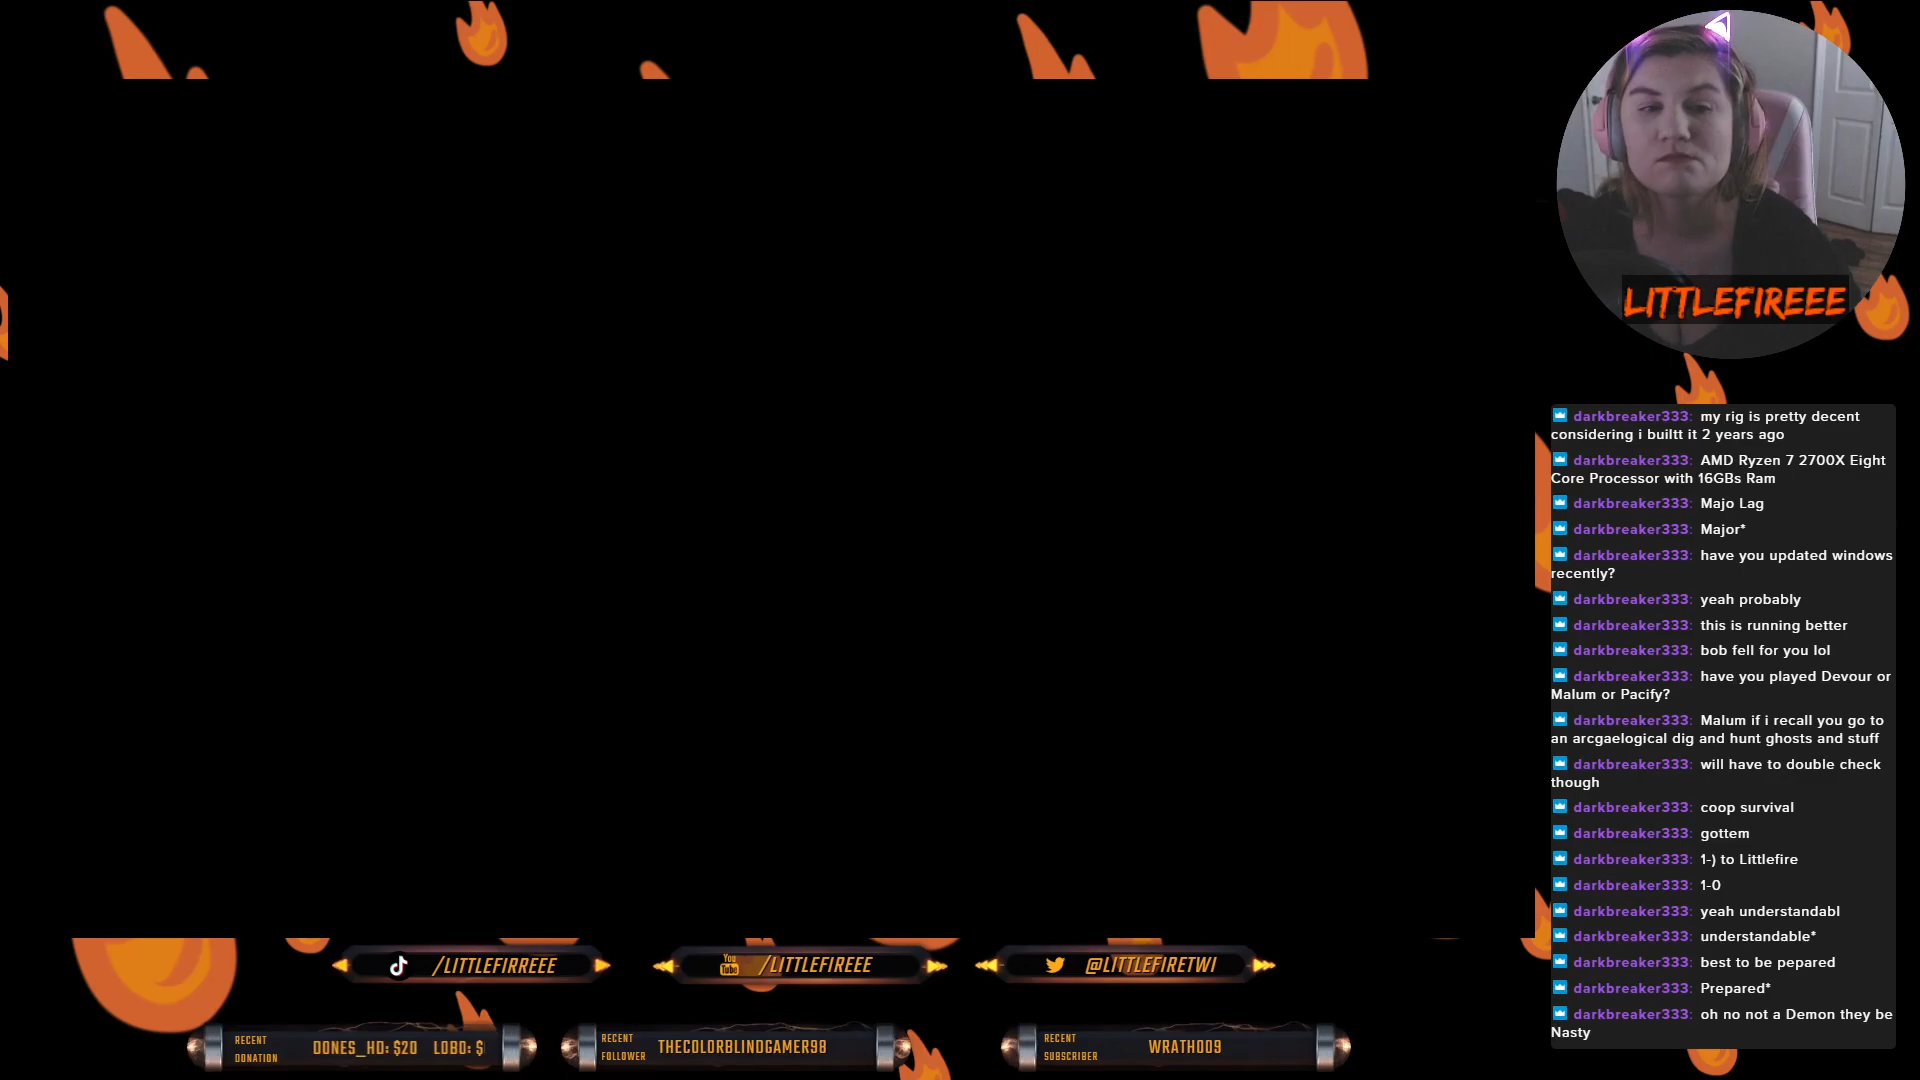 LITTLEFIREEE
darkbreaker333: my rig is pretty decent
considering i builtt it 2 years ago
darkbreaker333: AMD Ryzen 7 2700X Eight
Core Processor with 16GBs Ram
darkbreaker333: Majo Lag
darkbreaker333: Major*
darkbreaker333: have you updated windows
recently?
darkbreaker333: yeah probably
darkbreaker333: this is running better
darkbreaker333: bob fell for you lol
darkbreaker333: have you played Devour or
Malum or Pacify?
darkbreaker333: Malum if i recall you go to
an arcgaelogical dig and hunt ghosts and stuff
darkbreaker333: will have to double check
though
darkbreaker333: coop survival
darkbreaker333: gottem
darkbreaker333: 1-) to Littlefire
darkbreaker333: 1-0
darkbreaker333: yeah understandabl
darkbreaker333: understandable*
darkbreaker333: best to be pepared
darkbreaker333: Prepared*
darkbreaker333: oh no not a Demon they be
Nasty
/LITTLEFIRREEE
You Tube /LITTLEFIREEE
@LITTLEFIRETWI
RECENT
DONATION
DONES_HD: $20 LOBO: $
RECENT
FOLLOWER
THECOLORBLINDGAMER98
RECENT
SUBSCRIBER
WRATH009